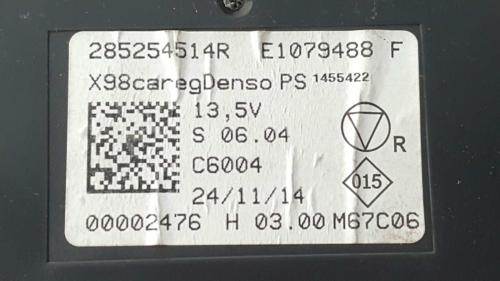 285254514R E1079488 F
X98caregDenso PS 1455422
13,5V
S 06.04
R
C6004
015
24/11/14
00002476 H 03.00 M67C06